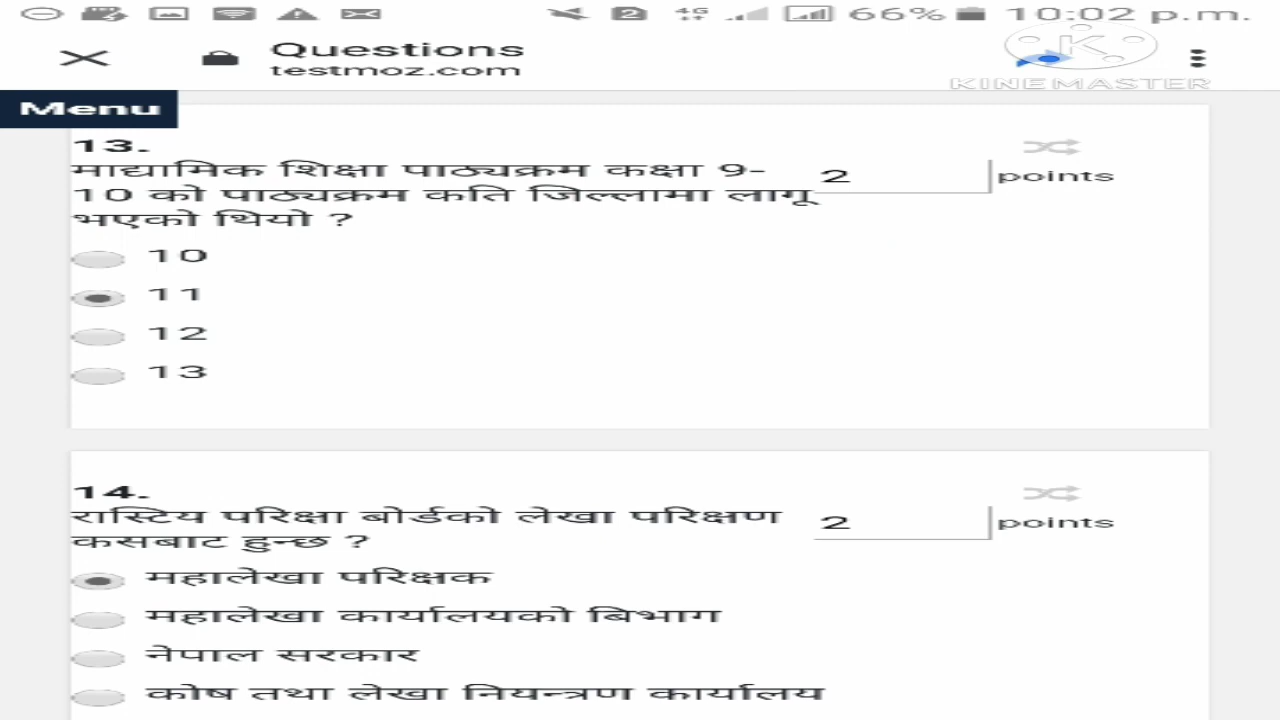 2 4G 66% 10:02 p.m.
Questions
testmoz.com
K
KINEMASTER
Menu
13.
माद्यामिक शिक्षा पाठ्यक्रम कक्षा 9-
10 को पाठ्यक्रम कति जिल्लामा लागू
भएको थियो ?
2 points
10
11
12
13
14.
रास्टिय परिक्षा बोर्डको लेखा परिक्षण
कसबाट हुन्छ ?
2 points
महालेखा परिक्षक
महालेखा कार्यालयको बिभाग
नेपाल सरकार
कोष तथा लेखा नियन्त्रण कार्यालय